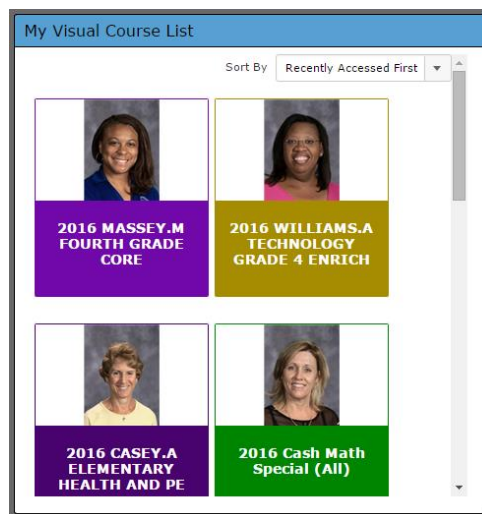 My Visual Course List
Sort By Recently Accessed First
2016 MASSEY.M
FOURTH GRADE
CORE
2016 WILLIAMS.A
TECHNOLOGY
GRADE 4 ENRICH
2016 CASEY.A
ELEMENTARY
HEALTH AND PE
2016 Cash Math
Special (All)